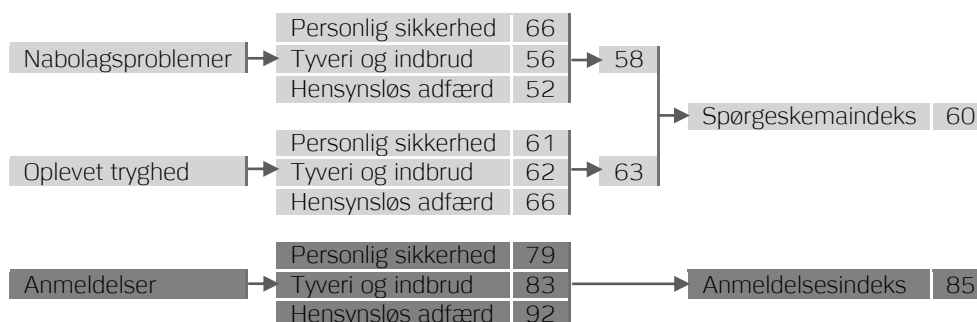 Personlig sikkerhed 66
Nabolagsproblemer Tyveri og indbrud 56 58
Hensynsløs adfærd 52
Spørgeskemaindeks 60
Personlig sikkerhed 61
Oplevet tryghed Tyveri og indbrud 62 63
Hensynsløs adfærd 66
Personlig sikkerhed 79
Anmeldelser Tyveri og indbrud 83 Anmeldelsesindeks 85
Hensynsløs adfærd 92